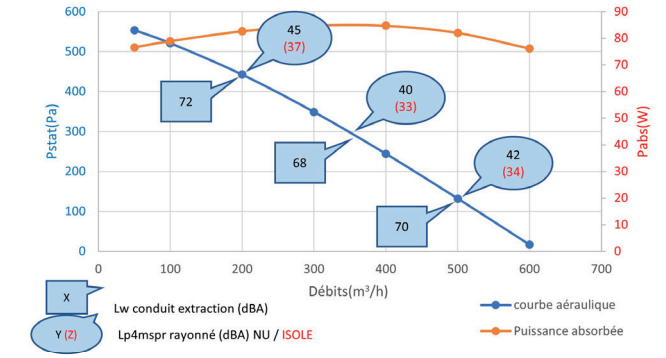 600
500
400
300
200
100
0
Pstat(Pa)
90
80
70
60
50
40
30
20
10
0
Pabs(W)
45
(37)
72
40
(33)
68
42
(34)
70
0 100 200 300 400 500 600 700
Débits(m³/h)
X
Lw conduit extraction (dBA)
Y (Z)
Lp4mspr rayonné (dBA) NU / ISOLE
courbe aéraulique
Puissance absorbée